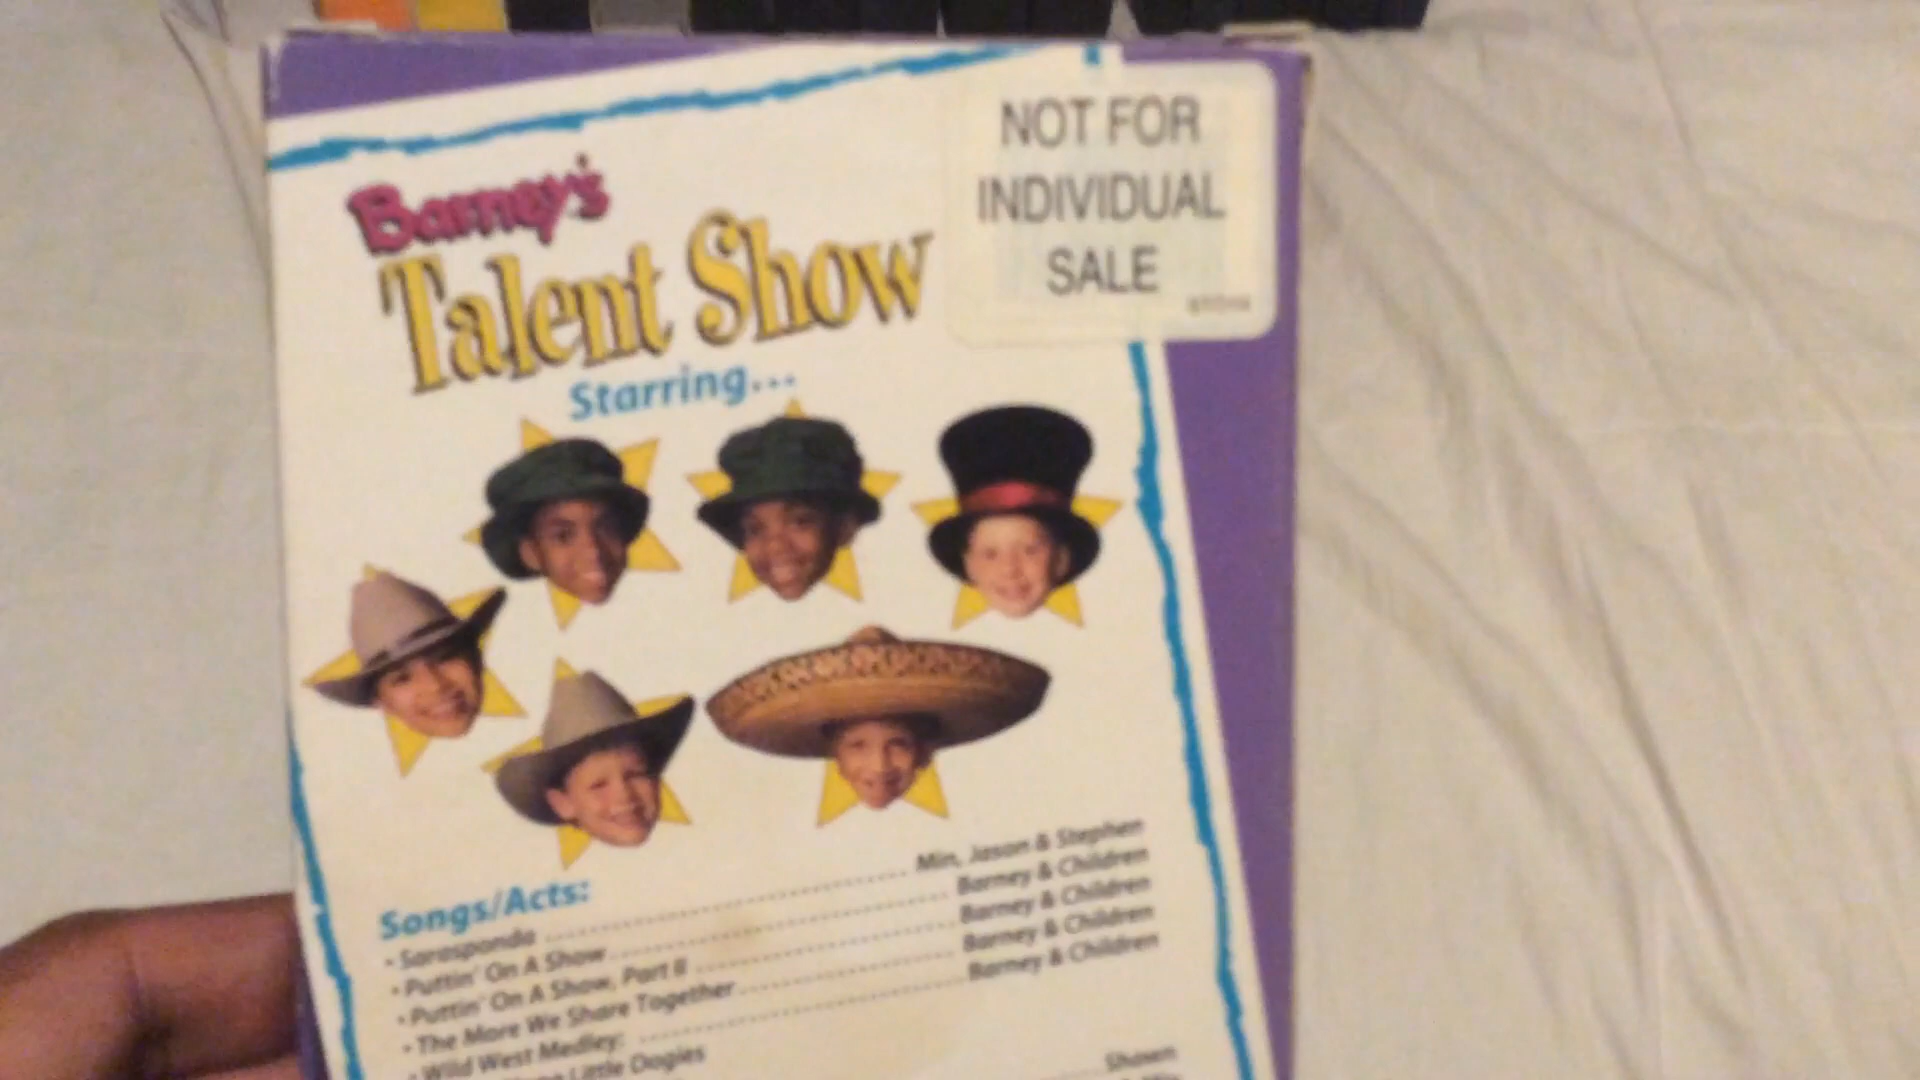 Barney's
Talent Show
Starring...
NOT FOR
INDIVIDUAL
SALE
Songs/Acts:
• Sarasponda ........ Min, Jason & Stephen
• Puttin' On A Show ........ Barney & Children
• Puttin' On A Show, Part II ........ Barney & Children
• The More We Share Together ........ Barney & Children
• Wild West Medley: ........ Barney & Children
Little Dogies
Shawn